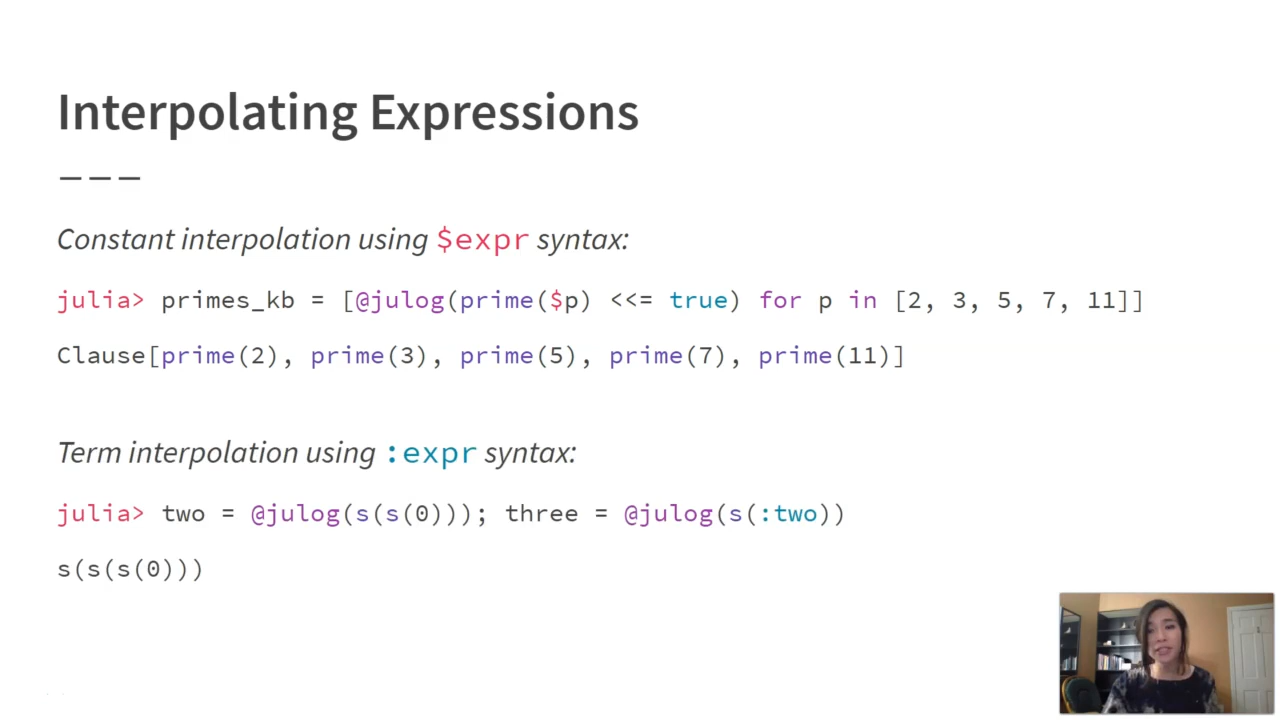 Interpolating Expressions
Constant interpolation using $expr syntax:
julia> primes_kb = [@julog(prime($p) <<= true) for p in [2, 3, 5, 7, 11]]
Clause[prime(2), prime(3), prime(5), prime(7), prime(11)]
Term interpolation using :expr syntax:
julia> two = @julog(s(s(0))); three = @julog(s(:two))
s(s(s(0)))